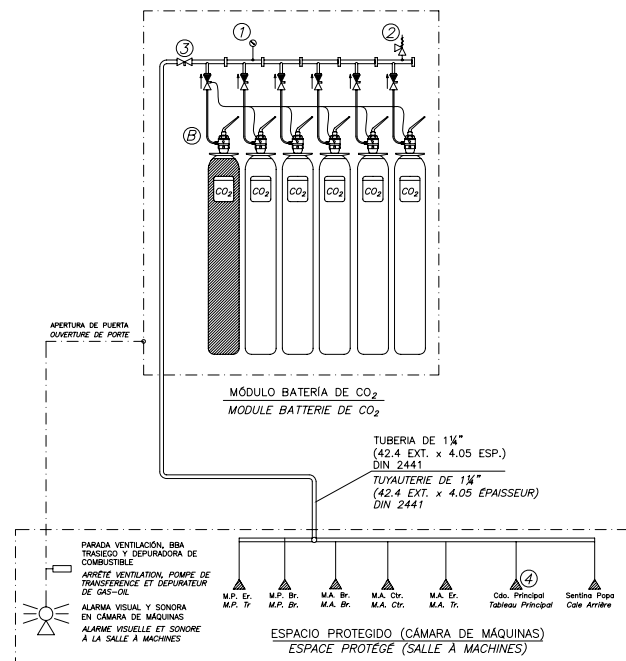 1
2
3
B
CO2
CO2
CO2
CO2
CO2
CO2
APERTURA DE PUERTA
OUVERTURE DE PORTE
MÓDULO BATERÍA DE CO2
MODULE BATTERIE DE CO2
TUBERIA DE 1¼"
(42.4 EXT. x 4.05 ESP.)
DIN 2441
TUYAUTERIE DE 1¼"
(42.4 EXT. x 4.05 ÉPAISSEUR)
DIN 2441
PARADA VENTILACIÓN, BBA
TRASIEGO Y DEPURADORA DE
COMBUSTIBLE
ARRÊTÉ VENTILATION, POMPE DE
TRANSFERENCE ET DEPURATEUR
DE GAS-OIL
ALARMA VISUAL Y SONORA
EN CÁMARA DE MÁQUINAS
ALARME VISUELLE ET SONORE
À LA SALLE À MACHINES
4
M.P. Er.
M.P. Tr
M.P. Br.
M.P. Br.
M.A. Br.
M.A. Br.
M.A. Ctr.
M.A. Ctr.
M.A. Er.
M.A. Tr.
Cdo. Principal
Tableau Principal
Sentina Popa
Cale Arrière
ESPACIO PROTEGIDO (CÁMARA DE MÁQUINAS)
ESPACE PROTÉGÉ (SALLE À MACHINES)